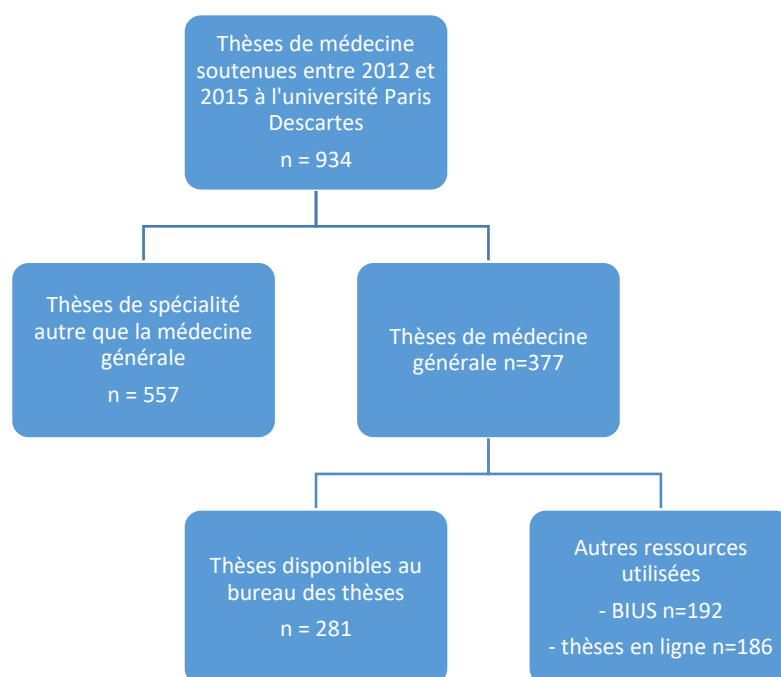 Thèses de médecine
soutenues entre 2012 et
2015 à l'université Paris
Descartes
n = 934
Thèses de spécialité
autre que la médecine
générale
n = 557
Thèses de médecine
générale n=377
Thèses disponibles au
bureau des thèses
n = 281
Autres ressources
utilisées
- BIUS n=192
- thèses en ligne n=186